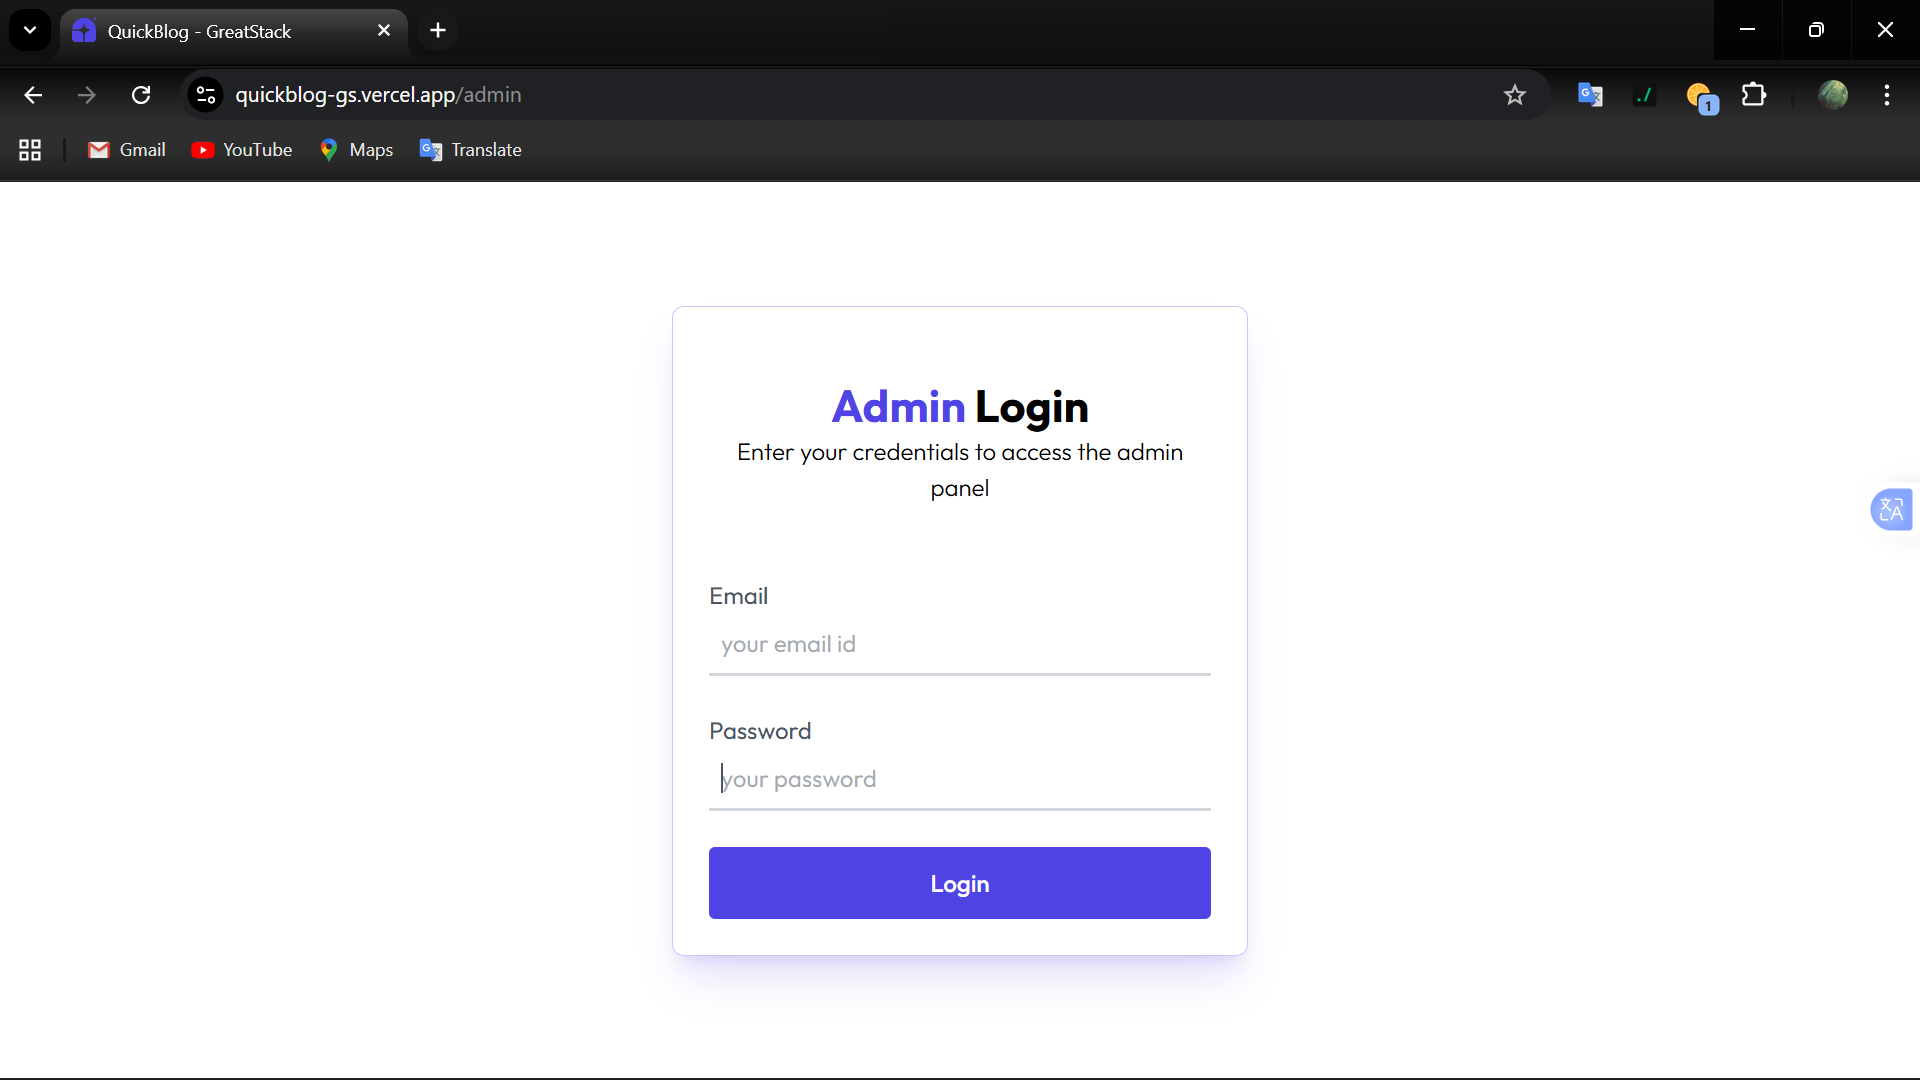 QuickBlog - GreatStack
quickblog-gs.vercel.app/admin
1
Gmail
YouTube
Maps
Translate
Admin Login
Enter your credentials to access the admin
panel
Email
your email id
Password
your password
Login